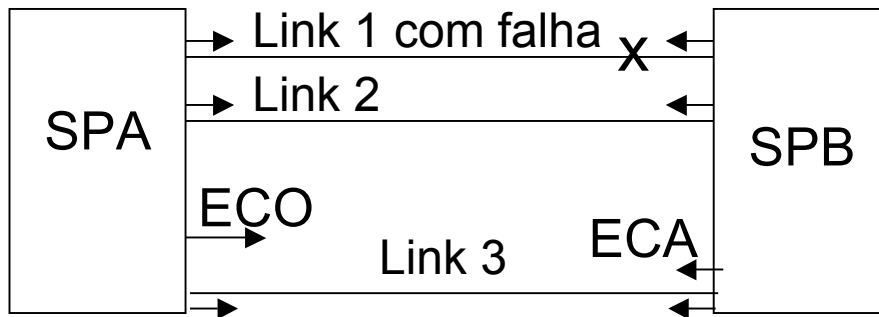 Link 1 com falha
x
Link 2
SPA
SPB
ECO
ECA
Link 3